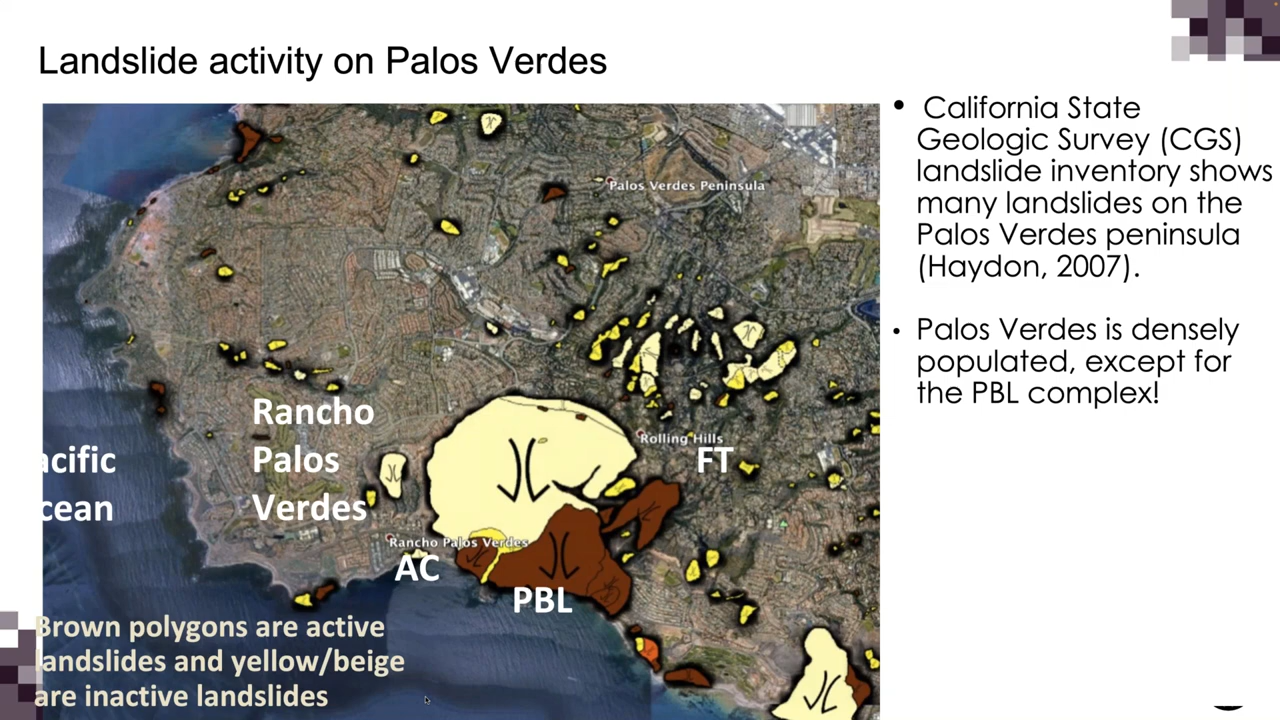 Landslide activity on Palos Verdes
• California State
Geologic Survey (CGS)
landslide inventory shows
many landslides on the
Palos Verdes peninsula
(Haydon, 2007).
• Palos Verdes is densely
populated, except for
the PBL complex!
Palos Verdes Peninsula
Rancho
Palos
Verdes
acific
cean
Rolling Hills
FT
Rancho Palos Verdes
AC
PBL
Brown polygons are active
landslides and yellow/beige
are inactive landslides